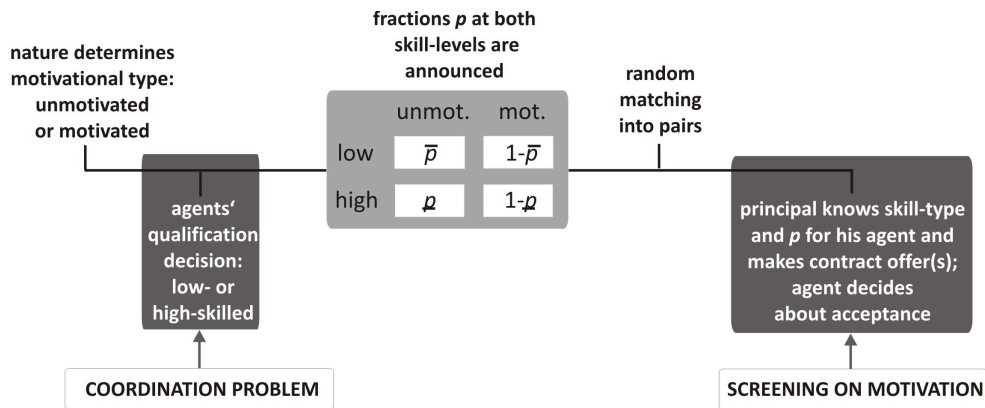 nature determines
motivational type:
unmotivated
or motivated
agents‘
qualification
decision:
low- or
high-skilled
COORDINATION PROBLEM
fractions p at both
skill-levels are
announced
unmot. mot.
low p̅ 1-p̅
high p̲ 1-p̲
random
matching
into pairs
principal knows skill-type
and p for his agent and
makes contract offer(s);
agent decides
about acceptance
SCREENING ON MOTIVATION